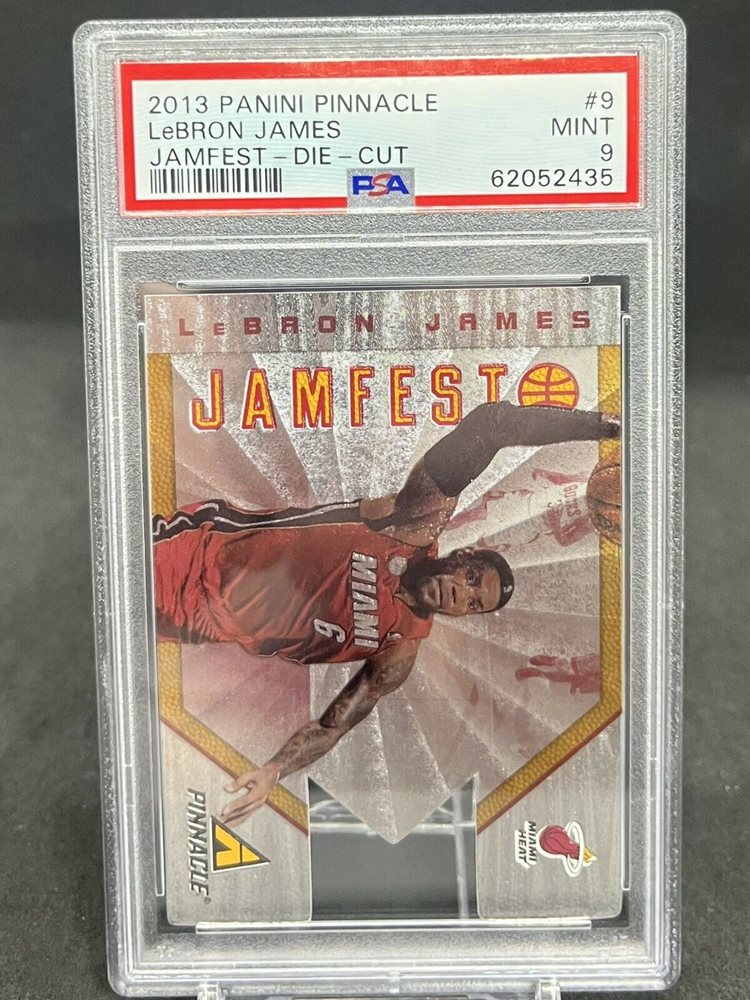 2013 PANINI PINNACLE #9
LeBRON JAMES MINT
JAMFEST – DIE – CUT 9
PSA 62052435
LeBRON JAMES
JAMFEST
MIAMI
6
PINNACLE
MIAMI
HEAT